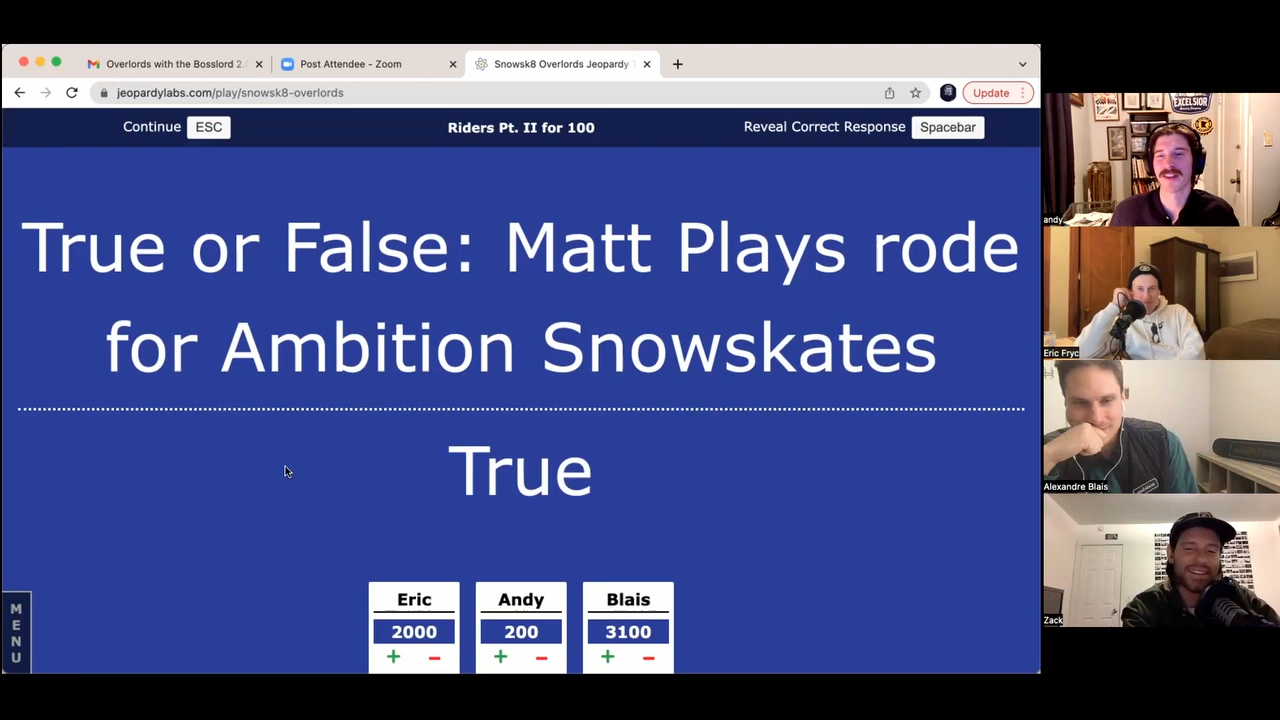 Overlords with the Bosslord 2.
Post Attendee - Zoom
Snowsk8 Overlords Jeopardy
jeopardylabs.com/play/snowsk8-overlords
Update
Continue ESC
Riders Pt. II for 100
Reveal Correct Response Spacebar
True or False: Matt Plays rode
for Ambition Snowskates
True
MENU
Eric Andy Blais
2000 200 3100
+ − + − + −
EXCELSIOR
andy
Eric Fryc
Alexandre Blais
Zack